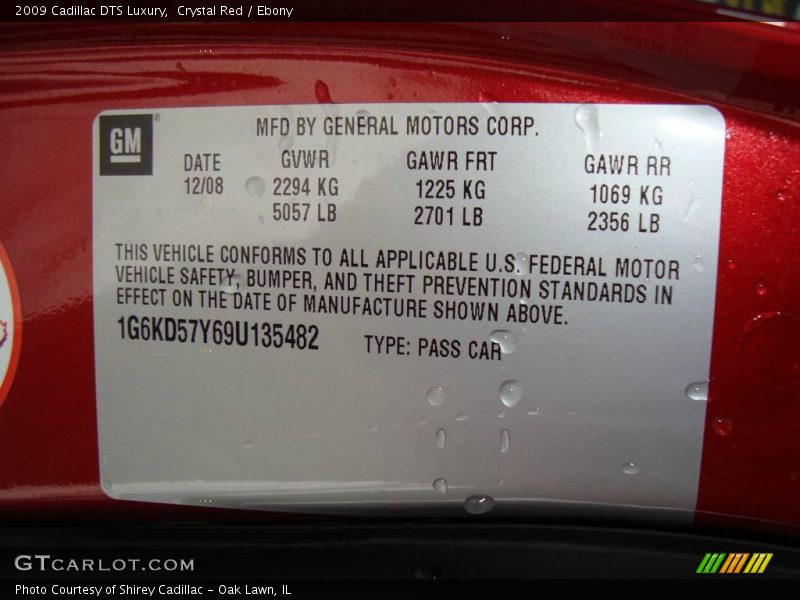 2009 Cadillac DTS Luxury, Crystal Red / Ebony
GM
MFD BY GENERAL MOTORS CORP.
DATE GVWR GAWR FRT GAWR RR
12/08 2294 KG 1225 KG 1069 KG
5057 LB 2701 LB 2356 LB
THIS VEHICLE CONFORMS TO ALL APPLICABLE U.S. FEDERAL MOTOR
VEHICLE SAFETY, BUMPER, AND THEFT PREVENTION STANDARDS IN
EFFECT ON THE DATE OF MANUFACTURE SHOWN ABOVE.
1G6KD57Y69U135482 TYPE: PASS CAR
GTCARLOT.COM
Photo Courtesy of Shirey Cadillac - Oak Lawn, IL